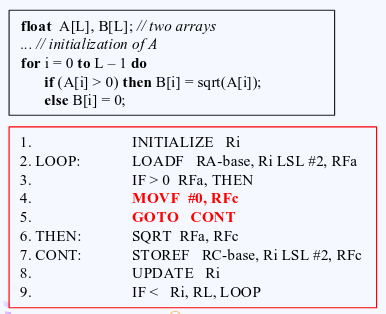 float A[L], B[L]; // two arrays
... // initialization of A
for i = 0 to L – 1 do
if (A[i] > 0) then B[i] = sqrt(A[i]);
else B[i] = 0;
1. INITIALIZE Ri
2. LOOP: LOADF RA-base, Ri LSL #2, RFa
3. IF > 0 RFa, THEN
4. MOVF #0, RFc
5. GOTO CONT
6. THEN: SQRT RFa, RFc
7. CONT: STOREF RC-base, Ri LSL #2, RFc
8. UPDATE Ri
9. IF < Ri, RL, LOOP